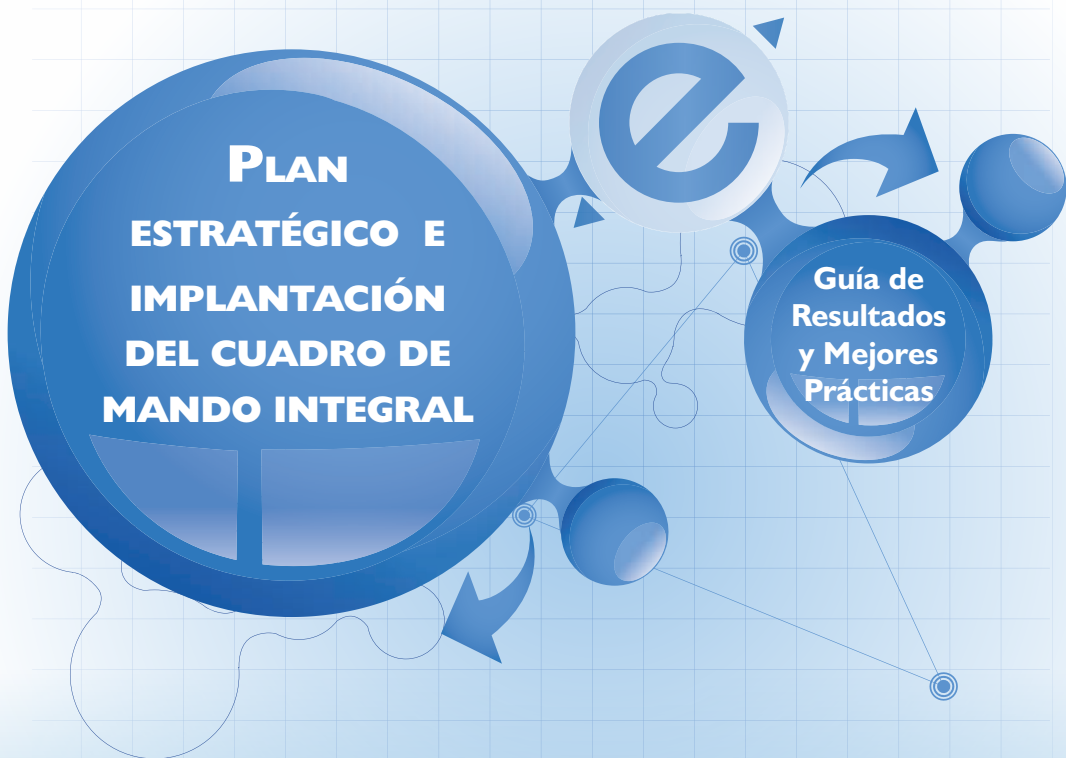 PLAN
ESTRATÉGICO E
IMPLANTACIÓN
DEL CUADRO DE
MANDO INTEGRAL
e
Guía de
Resultados
y Mejores
Prácticas